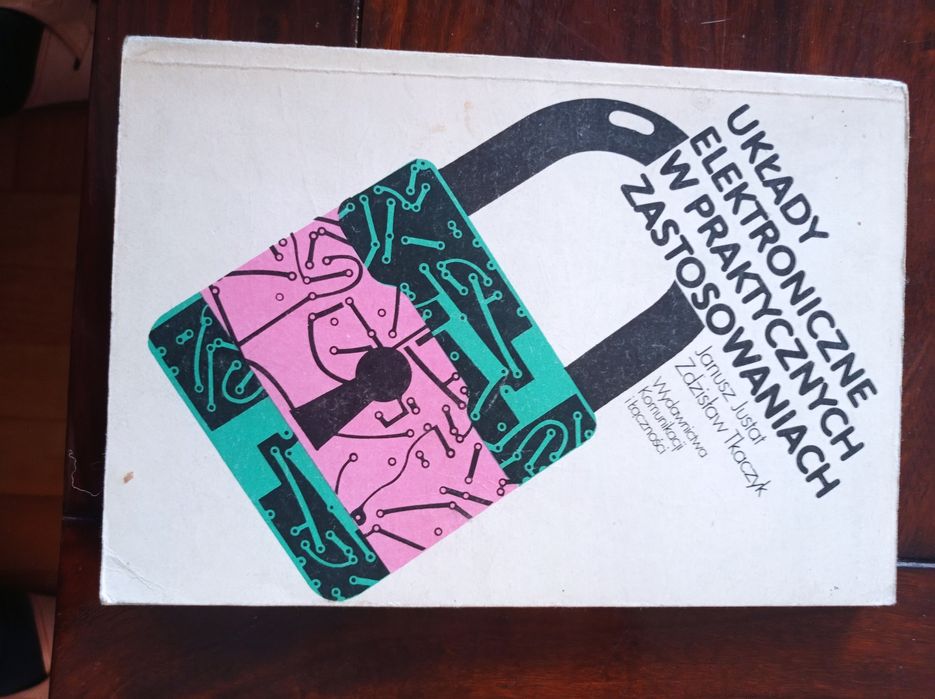 UKŁADY
ELEKTRONICZNE
W PRAKTYCZNYCH
ZASTOSOWANIACH
Janusz Justat
Zdzisław Tkaczyk
Wydawnictwa
Komunikacji
i Łączności